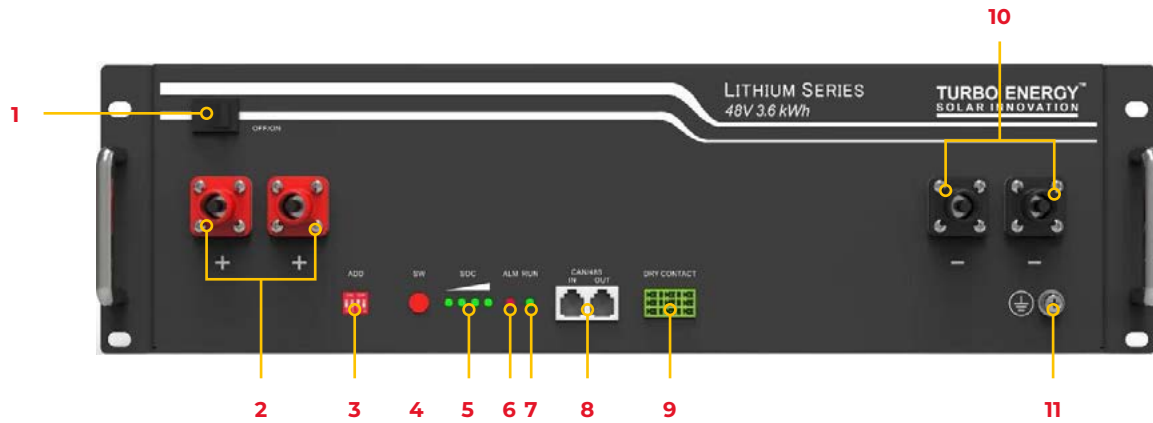 10
LITHIUM SERIES
48V 3.6 kWh
TURBO ENERGY™
SOLAR INNOVATION
1
OFF/ON
+ +
- -
ADD
SW
SOC
ALM RUN
CAN/485
IN OUT
DRY CONTACT
2 3 4 5 6 7 8 9 11